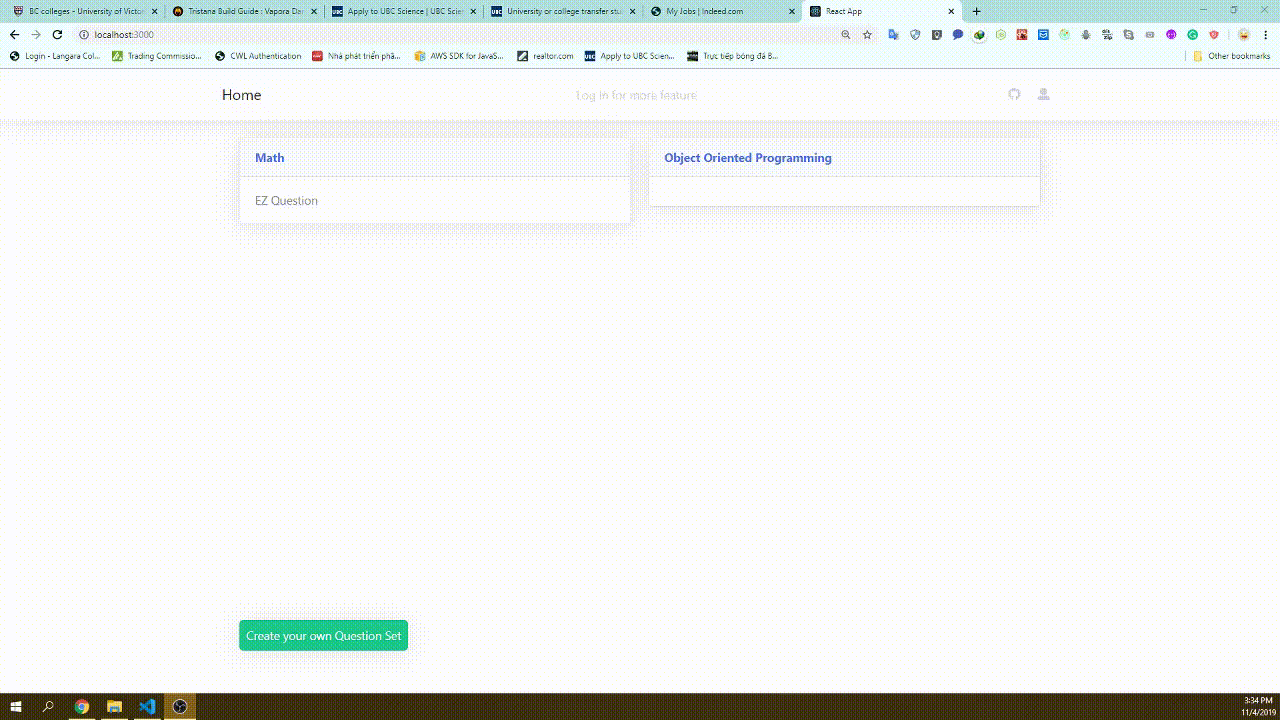 BC colleges - University of Victor
Tristana Build Guide : Vapora Dar
Apply to UBC Science | UBC Scien
University or college transfer stu
My Jobs | Indeed.com
React App
localhost:3000
Login - Langara Col...
Trading Commissio...
CWL Authentication
Nhà phát triển phầ...
AWS SDK for JavaS...
realtor.com
Apply to UBC Scien...
Trực tiếp bóng đá B...
Other bookmarks
Home
Log in for more feature
Math
Object Oriented Programming
EZ Question
Create your own Question Set
3:34 PM
11/4/2019